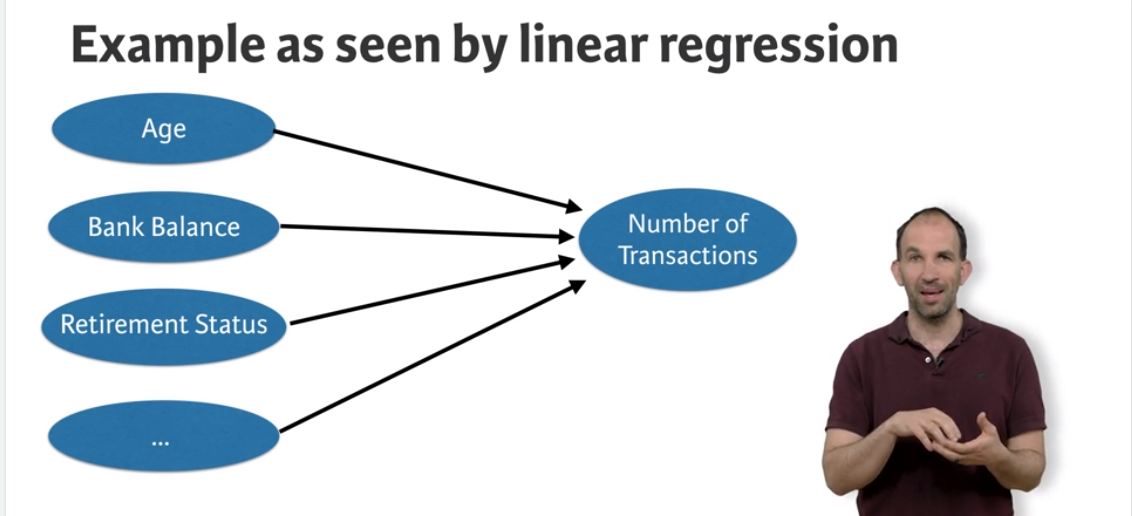 Example as seen by linear regression
Age
Bank Balance
Retirement Status
...
Number of
Transactions